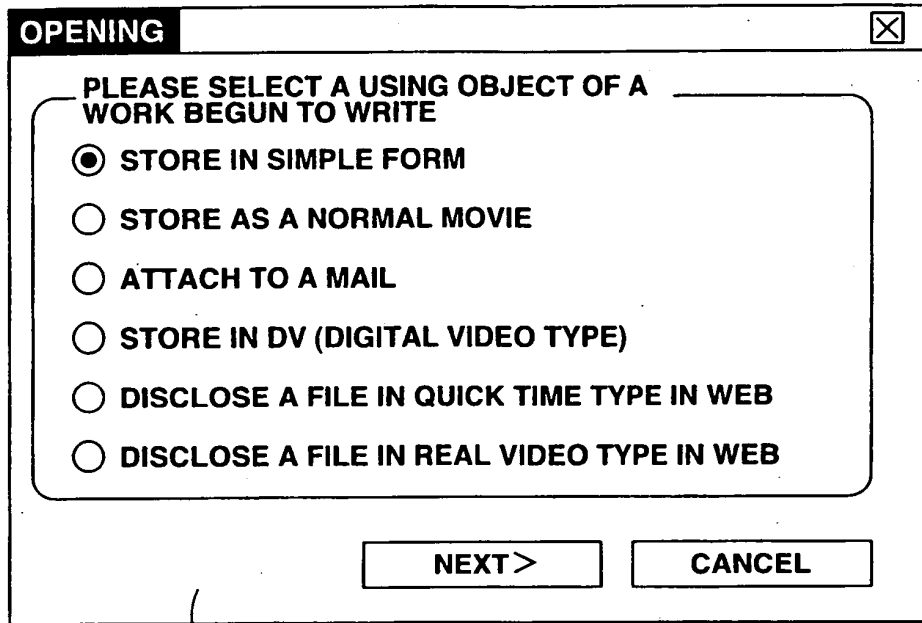 OPENING
PLEASE SELECT A USING OBJECT OF A
WORK BEGUN TO WRITE
STORE IN SIMPLE FORM
STORE AS A NORMAL MOVIE
ATTACH TO A MAIL
STORE IN DV (DIGITAL VIDEO TYPE)
DISCLOSE A FILE IN QUICK TIME TYPE IN WEB
DISCLOSE A FILE IN REAL VIDEO TYPE IN WEB
NEXT> CANCEL